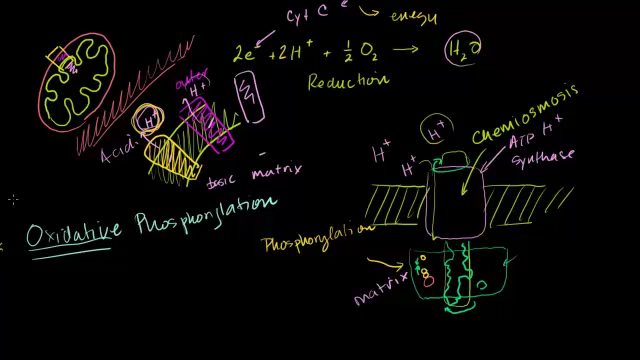 Cyt C e⁻
energy
2e⁻ + 2H⁺ + ½ O₂ → H₂O
Reduction
outer
H⁺
H⁺
Acid
basic matrix
Chemiosmosis
H⁺
H⁺
H⁺
ATP H⁺
Synthase
Oxidative Phosphorylation
Phosphorylation
matrix